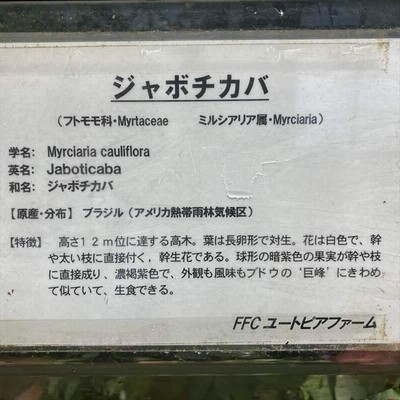 ジャボチカバ
(フトモモ科・Myrtaceae ミルシアリア属・Myrciaria)
学名: Myrciaria cauliflora
英名: Jaboticaba
和名: ジャボチカバ
【原産・分布】 ブラジル (アメリカ熱帯雨林気候区)
【特徴】 高さ12m位に達する高木。葉は長卵形で対生。花は白色で、幹
や太い枝に直接付く、幹生花である。球形の暗紫色の果実が幹や枝
に直接成り、濃褐紫色で、外観も風味もブドウの‘巨峰’にきわめ
て似ていて、生食できる。
FFC ユートピアファーム